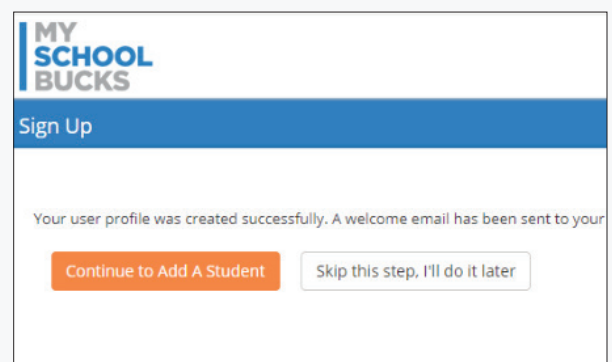 MY
SCHOOL
BUCKS
Sign Up
Your user profile was created successfully. A welcome email has been sent to your
Continue to Add A Student
Skip this step, I'll do it later